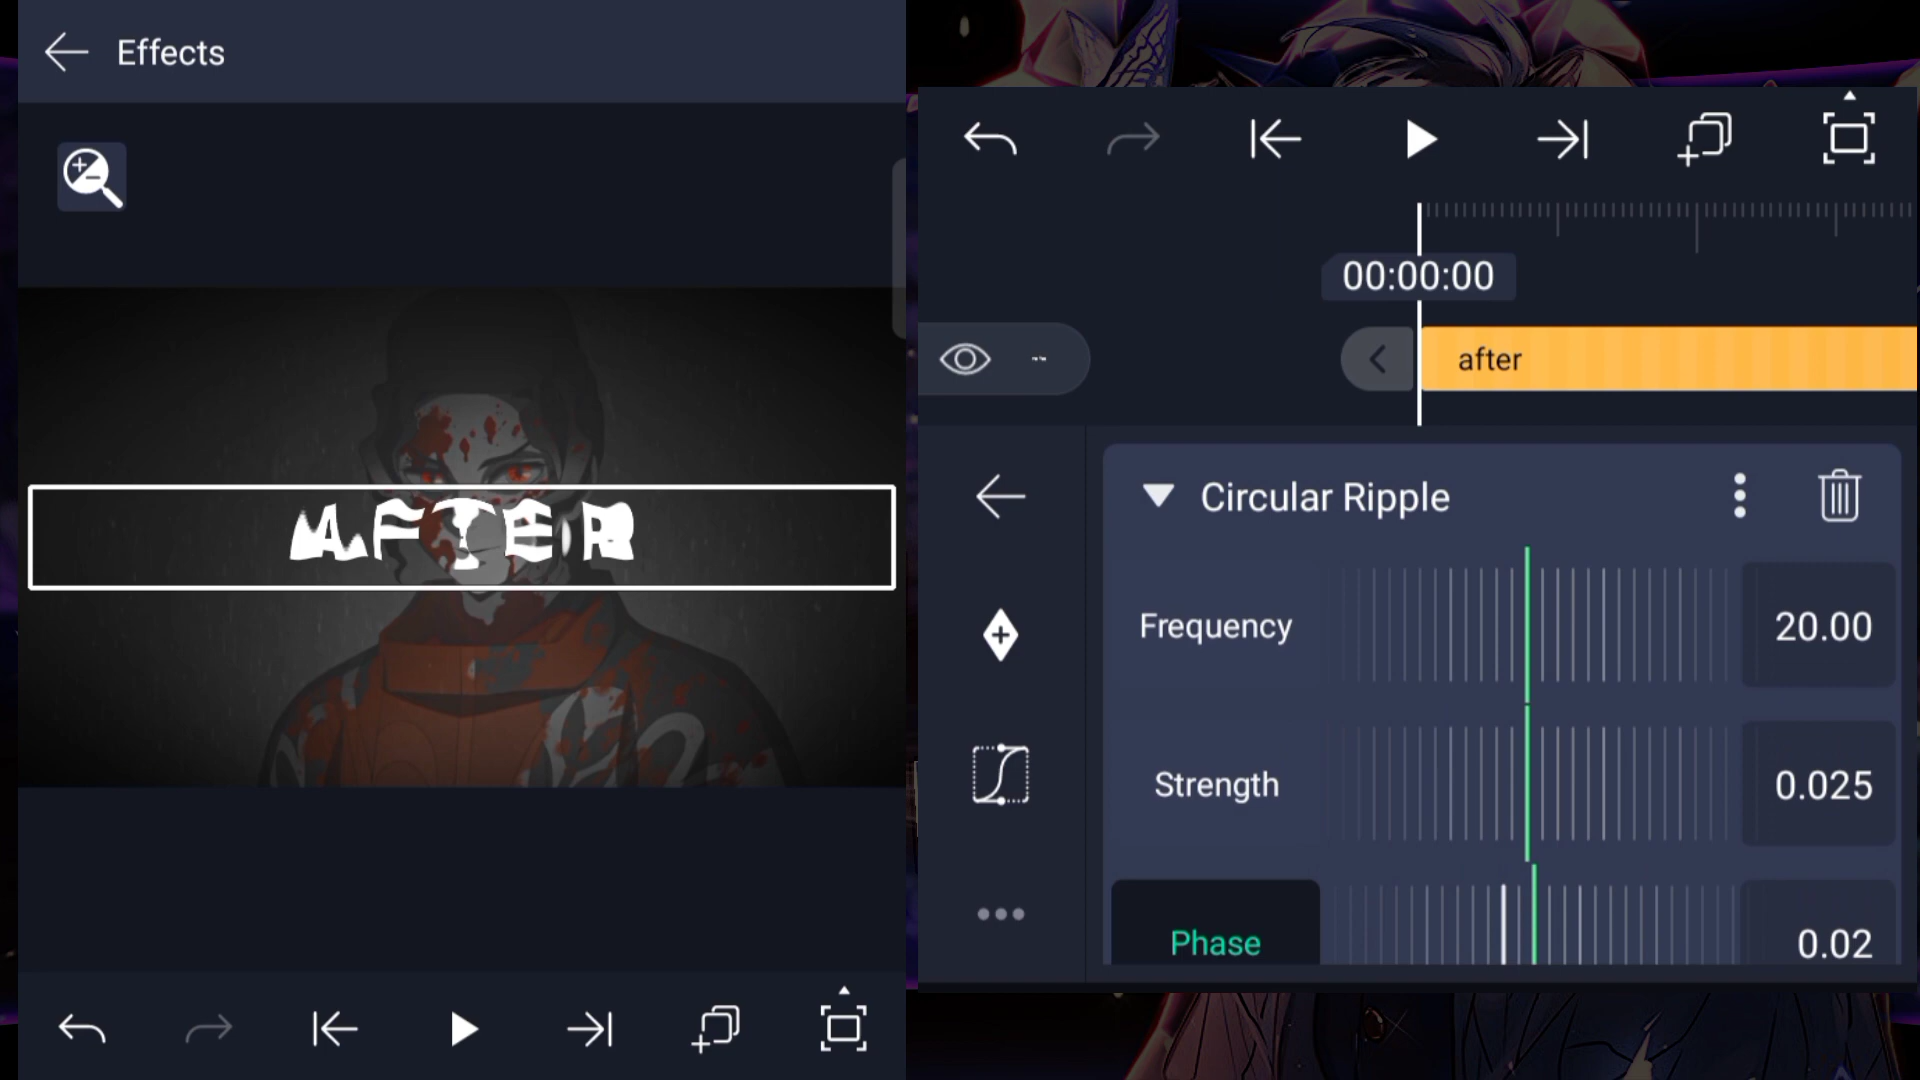 Effects
AFTER
00:00:00
after
Circular Ripple
Frequency
20.00
Strength
0.025
Phase
0.02